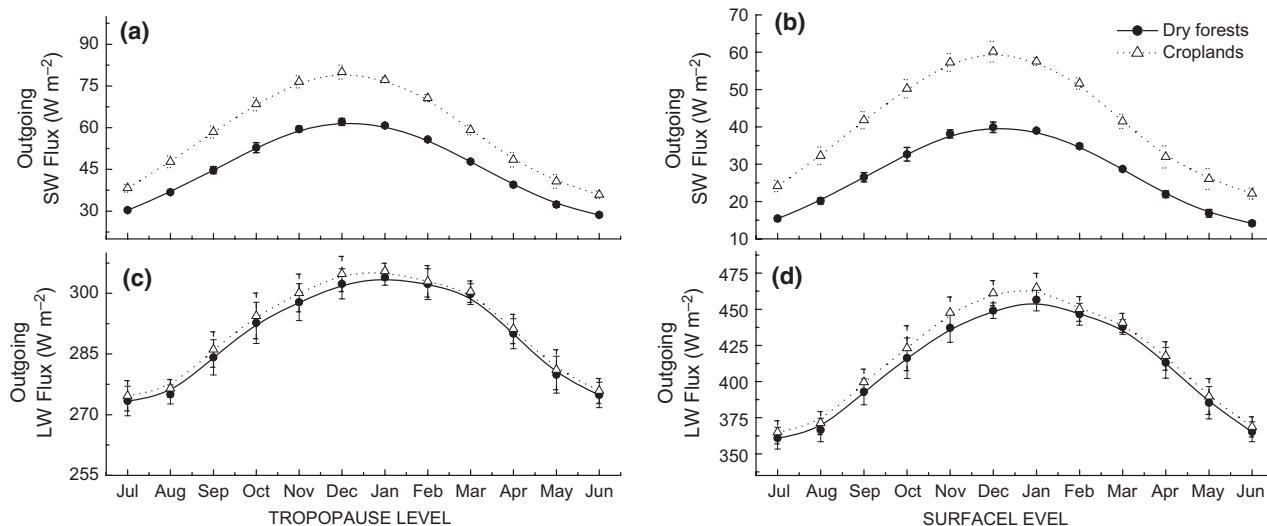 (a)
Outgoing
SW Flux (W m−2)
90
75
60
45
30
(b)
Outgoing
SW Flux (W m−2)
70
60
50
40
30
20
10
Dry forests
Croplands
(c)
Outgoing
LW Flux (W m−2)
300
285
270
255
Jul Aug Sep Oct Nov Dec Jan Feb Mar Apr May Jun
TROPOPAUSE LEVEL
(d)
Outgoing
LW Flux (W m−2)
475
450
425
400
375
350
Jul Aug Sep Oct Nov Dec Jan Feb Mar Apr May Jun
SURFACEL EVEL